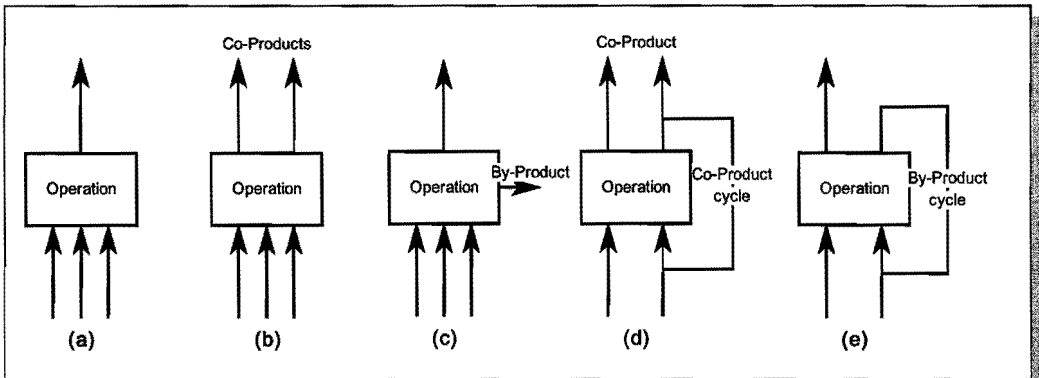 Co-Products
Co-Product
Operation
Operation
Operation
By-Product
Operation
Co-Product
cycle
Operation
By-Product
cycle
(a)
(b)
(c)
(d)
(e)